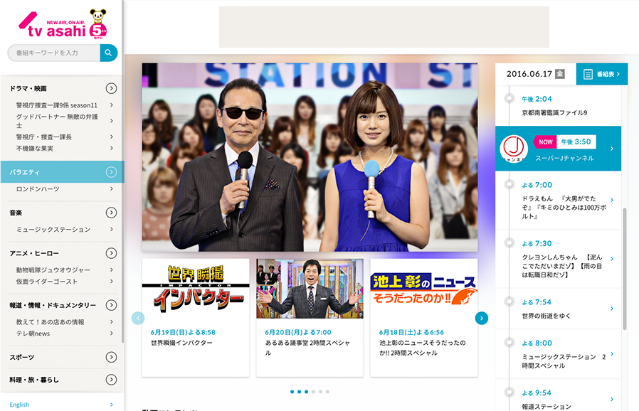 NEW AIR, ON AIR.
tv asahi 5
番組キーワードを入力
ドラマ・映画
警視庁捜査一課9係 season11
グッドパートナー 無敵の弁護
士
警視庁・捜査一課長
不機嫌な果実
バラエティ
ロンドンハーツ
音楽
ミュージックステーション
アニメ・ヒーロー
動物戦隊ジュウオウジャー
仮面ライダーゴースト
報道・情報・ドキュメンタリー
教えて!あの店あの情報
テレ朝news
スポーツ
料理・旅・暮らし
English
STATION
世界瞬撮
インパクター
6月19日(日)よる8:58
世界瞬撮インパクター
6月20日(月)よる7:00
あるある議事堂 2時間スペシャ
ル
池上彰の
ニュース
そうだったのか!!
6月18日(土)よる6:56
池上彰のニュースそうだったの
か!! 2時間スペシャル
2016.06.17 金
番組表
午後 2:04
京都南署鑑識ファイル9
J
チャンネル
NOW 午後 3:50
スーパーJチャンネル
よる 7:00
ドラえもん 『大男がでた
ぞ』『キミのひとみは100万ボ
ルト』
よる 7:30
クレヨンしんちゃん 【忍ん
こでただいまだゾ】【雨の日
は転職日和だゾ】
よる 7:54
世界の街道をゆく
よる 8:00
ミュージックステーション 2
時間スペシャル
よる 9:54
報道ステーション